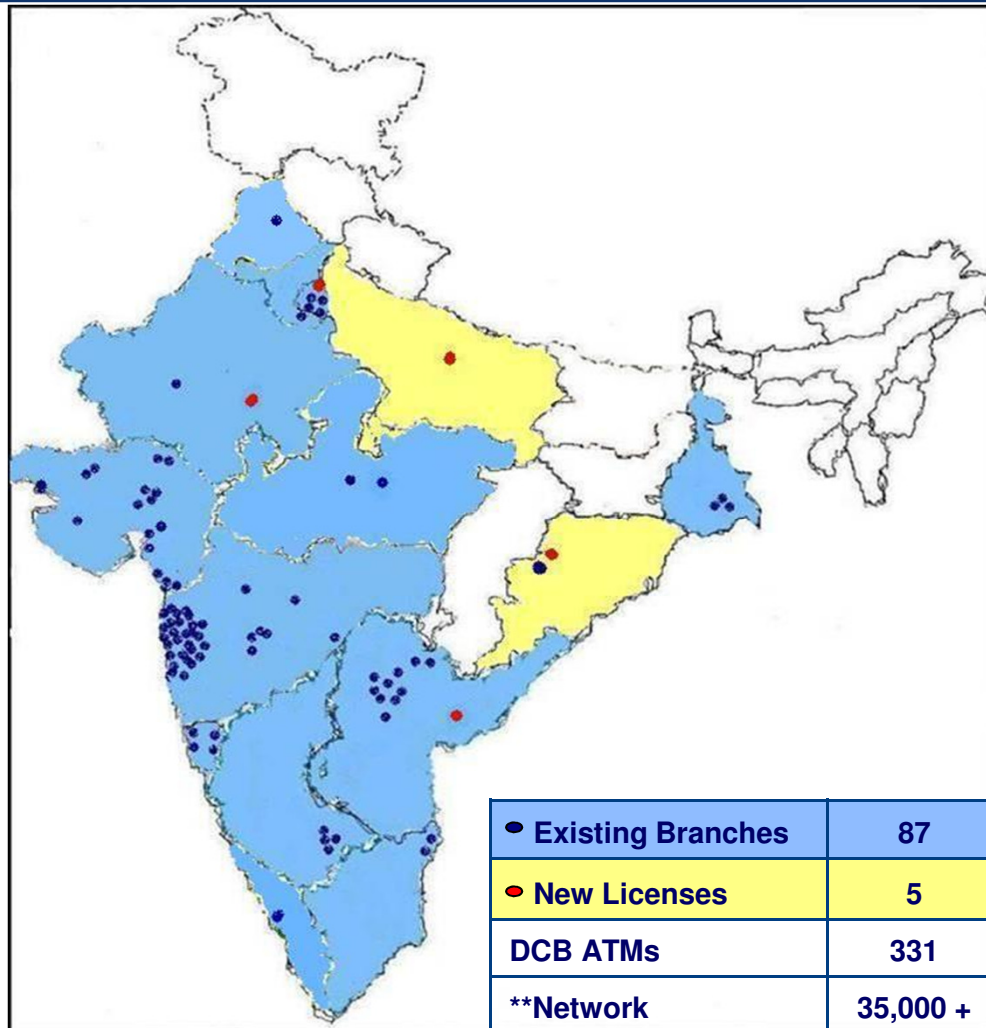 Existing Branches 87
New Licenses 5
DCB ATMs 331
**Network 35,000 +